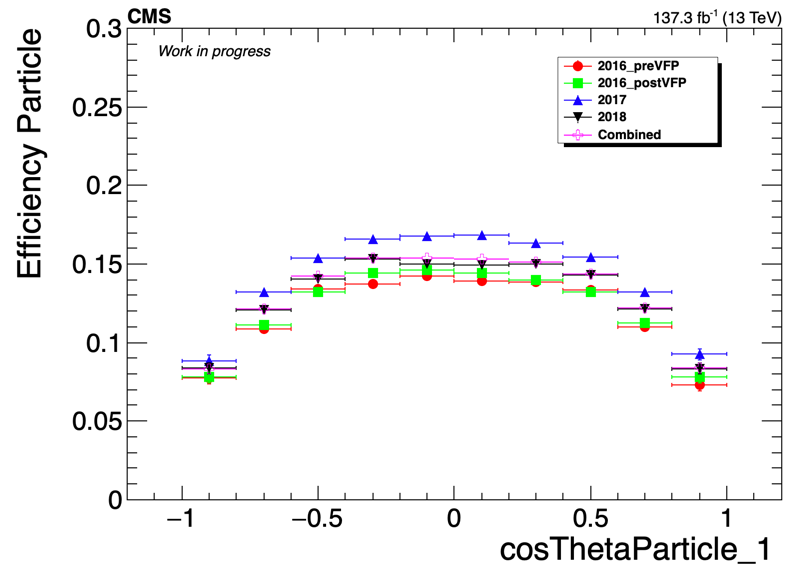 CMS
137.3 fb⁻¹ (13 TeV)
Work in progress
2016_preVFP
2016_postVFP
2017
2018
Combined
Efficiency Particle
0.3
0.25
0.2
0.15
0.1
0.05
0
−1
−0.5
0
0.5
1
cosThetaParticle_1